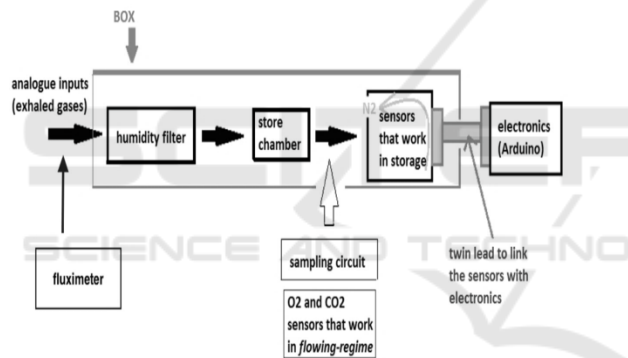 BOX
analogue inputs
(exhaled gases)
humidity filter
store
chamber
N2
sensors
that work
in storage
electronics
(Arduino)
fluximeter
sampling circuit
O2 and CO2
sensors that work
in flowing-regime
twin lead to link
the sensors with
electronics
SCIENCE AND TECHNO